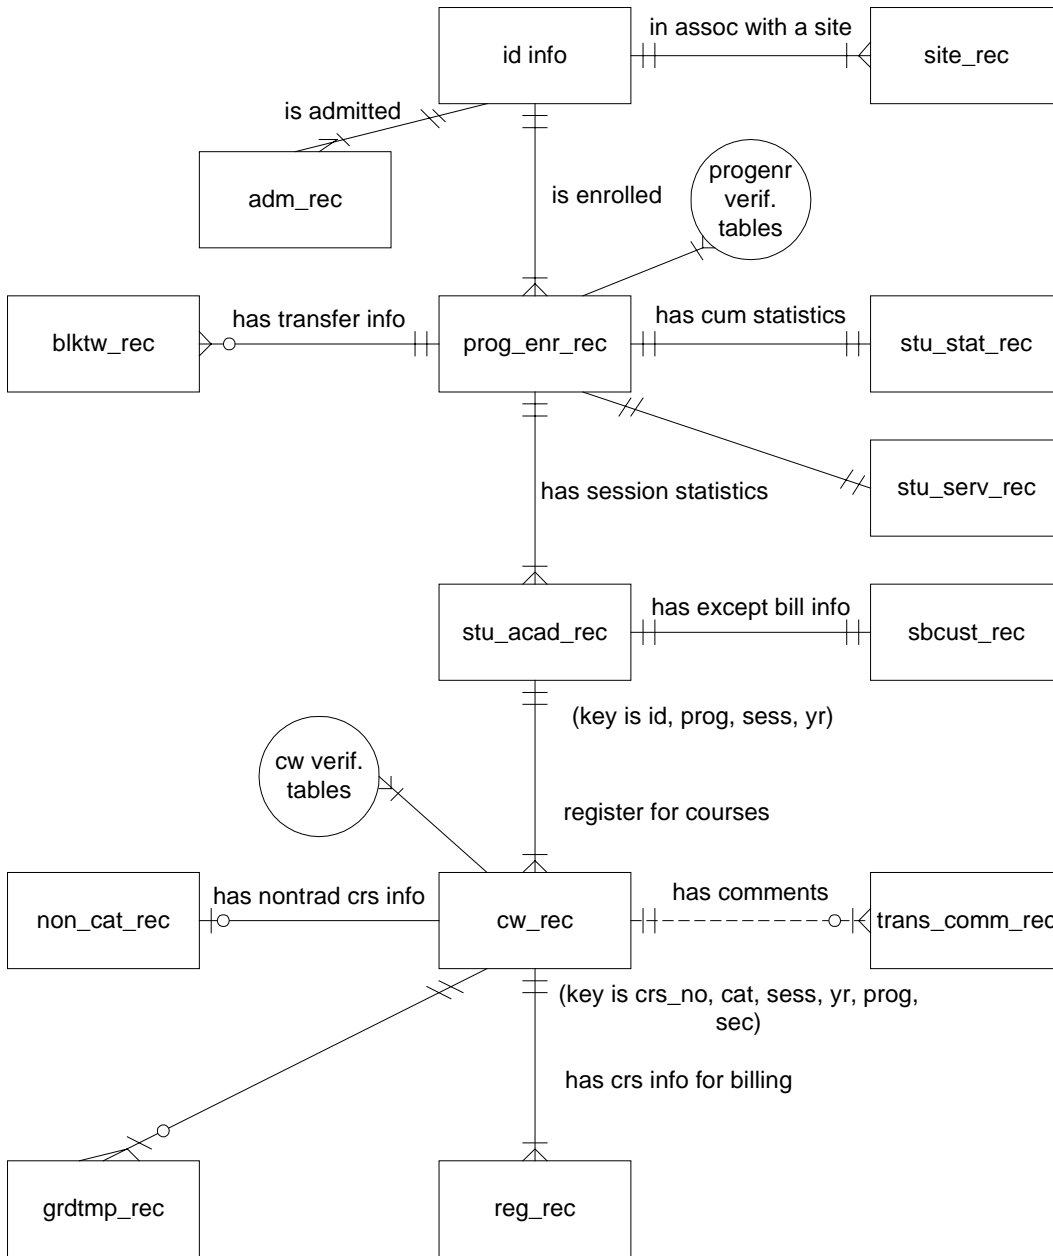 in assoc with a site
id info
site_rec
is admitted
adm_rec
is enrolled
progenr
verif.
tables
has transfer info
has cum statistics
blktw_rec
prog_enr_rec
stu_stat_rec
has session statistics
stu_serv_rec
has except bill info
stu_acad_rec
sbcust_rec
(key is id, prog, sess, yr)
cw verif.
tables
register for courses
has nontrad crs info
has comments
non_cat_rec
cw_rec
trans_comm_rec
(key is crs_no, cat, sess, yr, prog,
sec)
has crs info for billing
grdtmp_rec
reg_rec